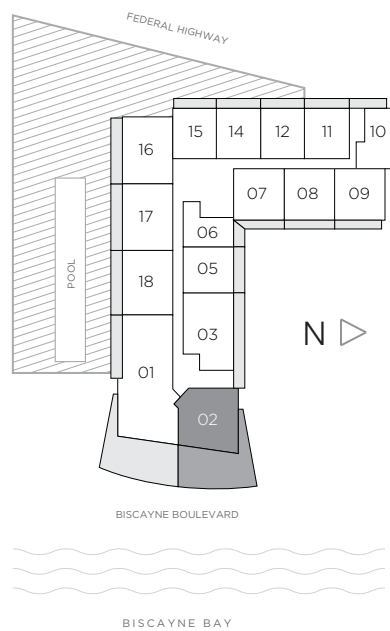 FEDERAL HIGHWAY
15 14 12 11 10
16
07 08 09
17
06
05
POOL
18
03
N
01
02
BISCAYNE BOULEVARD
BISCAYNE BAY